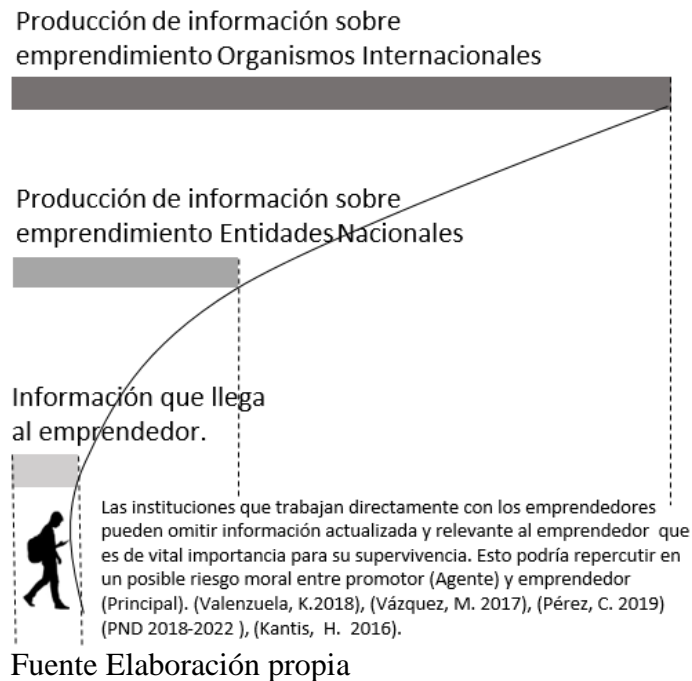 Producción de información sobre
emprendimiento Organismos Internacionales
Producción de información sobre
emprendimiento Entidades Nacionales
Información que llega
al emprendedor.
Las instituciones que trabajan directamente con los emprendedores
pueden omitir información actualizada y relevante al emprendedor que
es de vital importancia para su supervivencia. Esto podría repercutir en
un posible riesgo moral entre promotor (Agente) y emprendedor
(Principal). (Valenzuela, K.2018), (Vázquez, M. 2017), (Pérez, C. 2019)
(PND 2018-2022 ), (Kantis, H. 2016).
Fuente Elaboración propia